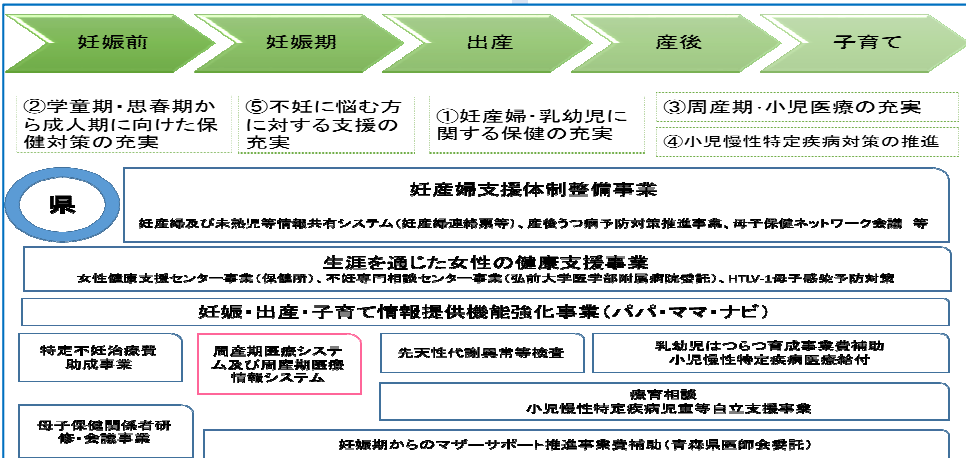 妊娠前
妊娠期
出産
産後
子育て
②学童期・思春期か
ら成人期に向けた保
健対策の充実
⑤不妊に悩む方
に対する支援の
充実
①妊産婦・乳幼児に
関する保健の充実
③周産期・小児医療の充実
④小児慢性特定疾病対策の推進
県
妊産婦支援体制整備事業
妊産婦及び未熟児等情報共有システム(妊産婦連絡票等)、産後うつ病予防対策推進事業、母子保健ネットワーク会議 等
生涯を通じた女性の健康支援事業
女性健康支援センター事業(保健所)、不妊専門相談センター事業(弘前大学医学部附属病院委託)、HTLV-1母子感染予防対策
妊娠・出産・子育て情報提供機能強化事業(パパ・ママ・ナビ)
特定不妊治療費
助成事業
周産期医療システ
ム及び周産期医療
情報システム
先天性代謝異常等検査
乳幼児はつらつ育成事業費補助
小児慢性特定疾病医療給付
療育相談
小児慢性特定疾病児童等自立支援事業
母子保健関係者研
修・会議事業
妊娠期からのマザーサポート推進事業費補助(青森県医師会委託)